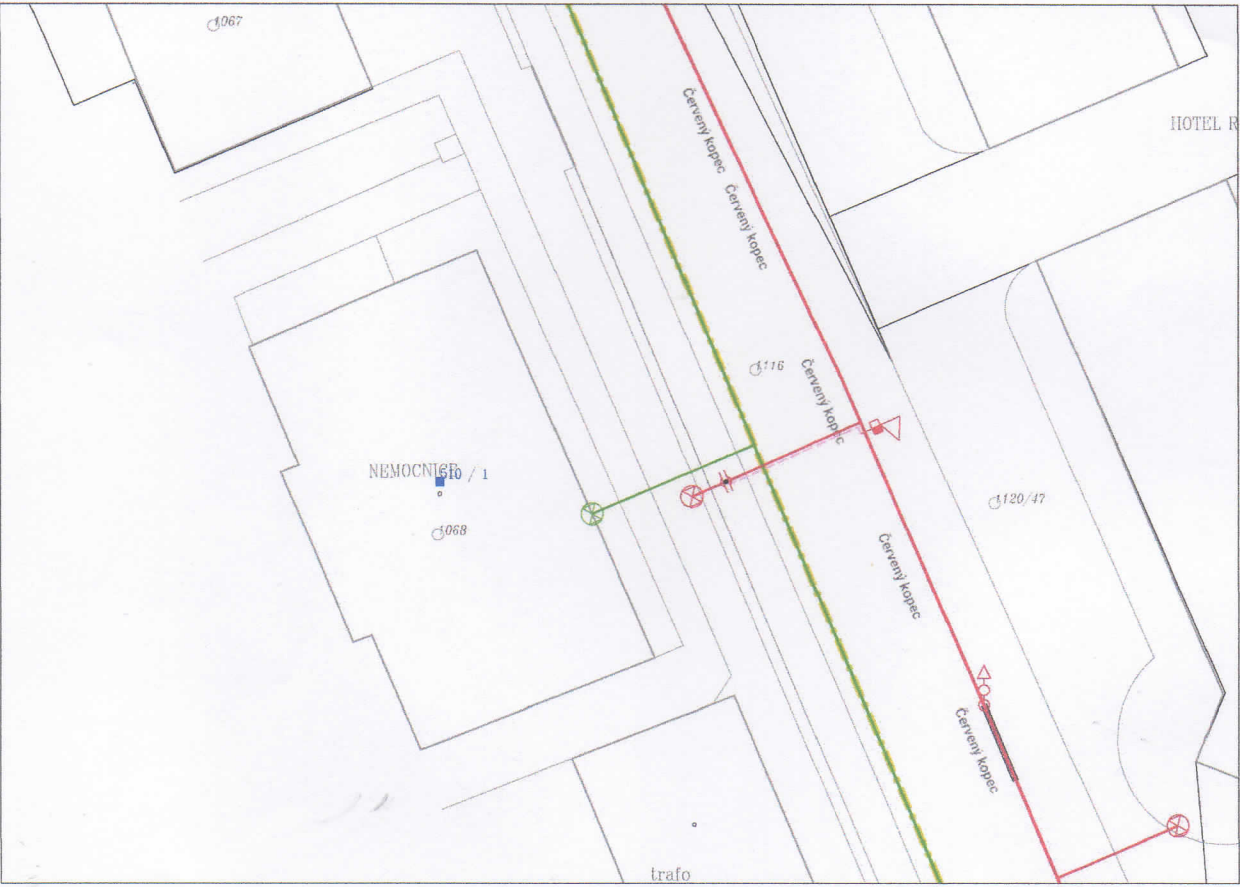 1067
HOTEL R
Červený kopec
Červený kopec
1116
Červený kopec
NEMOCNICE
610 / 1
1120/47
1068
Červený kopec
Červený kopec
trafo